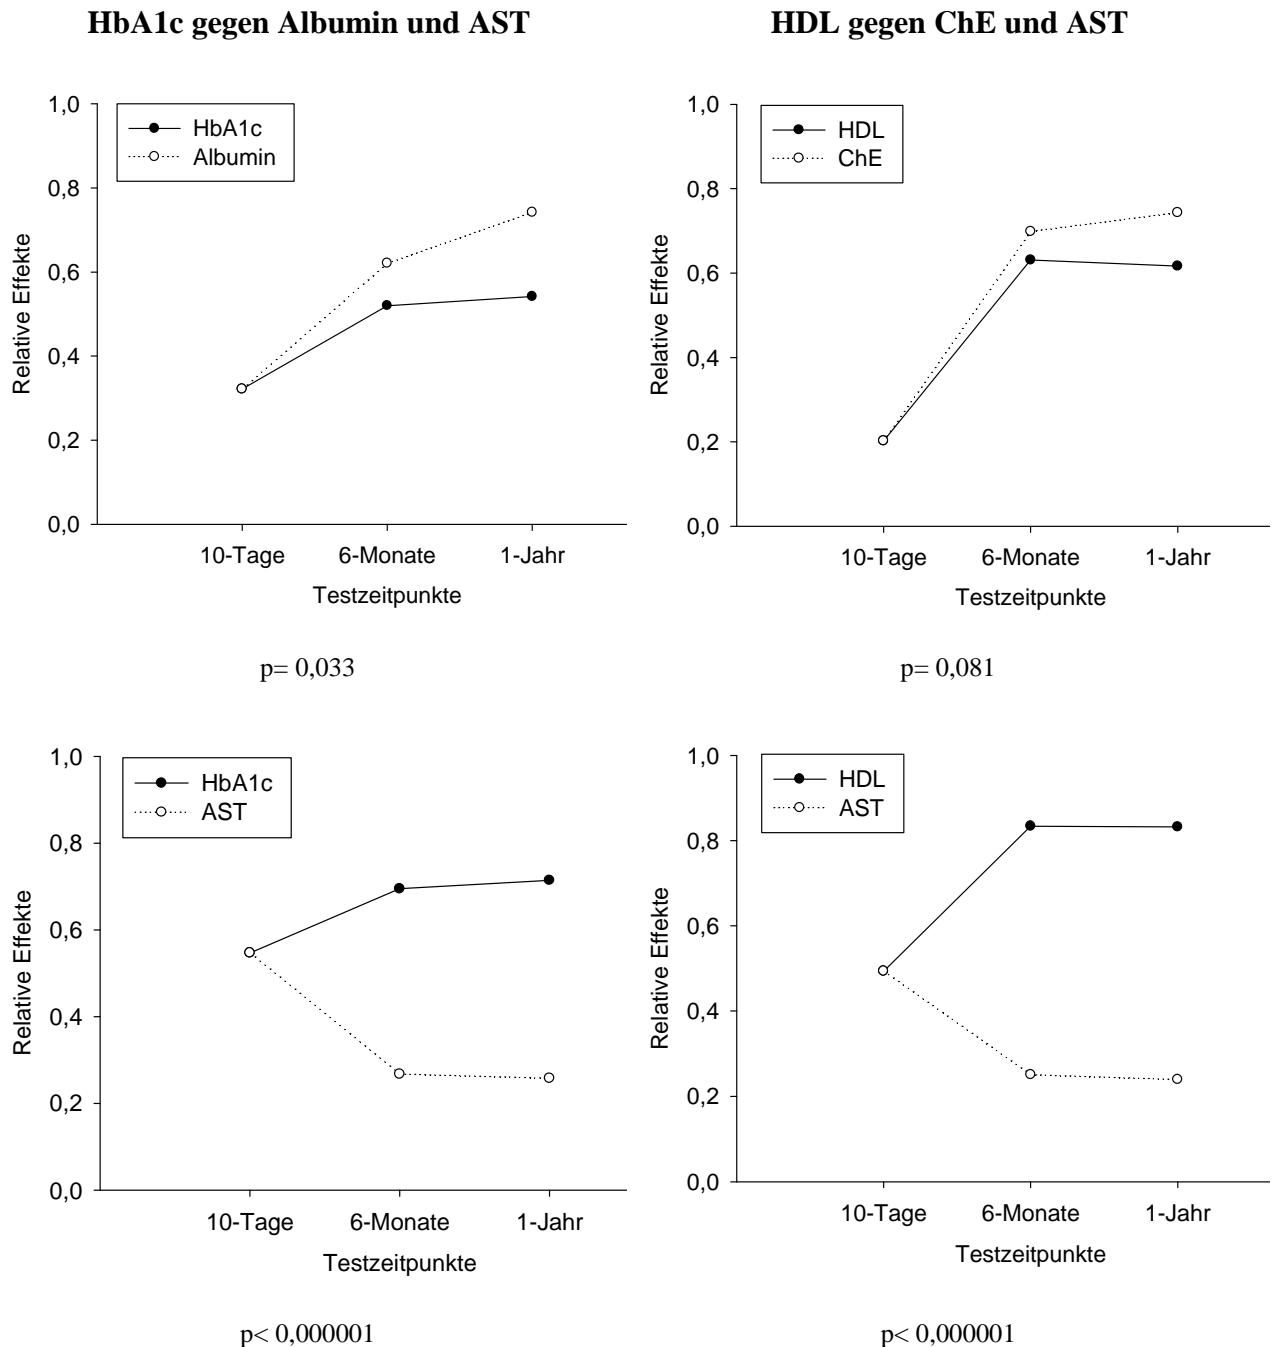 HbA1c gegen Albumin und AST
HDL gegen ChE und AST
1,0
0,8
0,6
0,4
0,2
0,0
Relative Effekte
HbA1c
Albumin
10-Tage 6-Monate 1-Jahr
Testzeitpunkte
p= 0,033
1,0
0,8
0,6
0,4
0,2
0,0
Relative Effekte
HDL
ChE
10-Tage 6-Monate 1-Jahr
Testzeitpunkte
p= 0,081
1,0
0,8
0,6
0,4
0,2
0,0
Relative Effekte
HbA1c
AST
10-Tage 6-Monate 1-Jahr
Testzeitpunkte
p< 0,000001
1,0
0,8
0,6
0,4
0,2
0,0
Relative Effekte
HDL
AST
10-Tage 6-Monate 1-Jahr
Testzeitpunkte
p< 0,000001